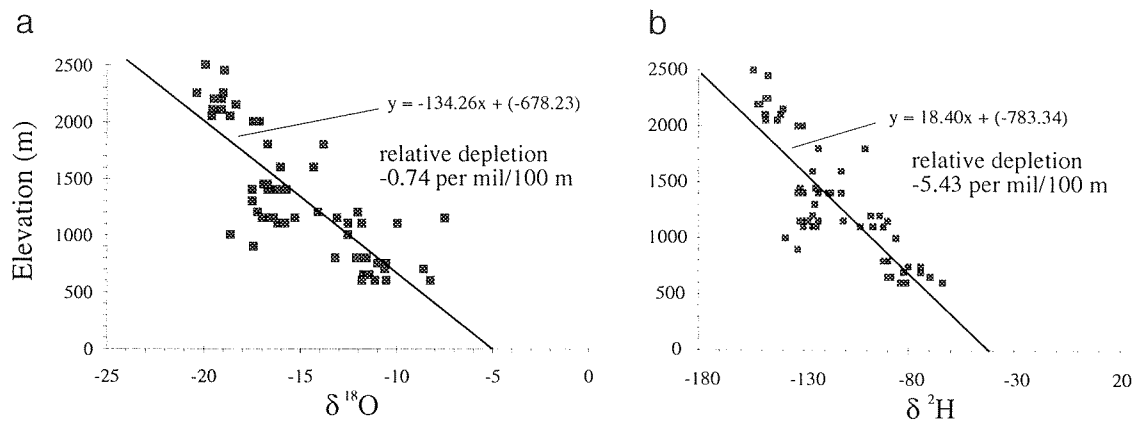 a
2500
2000
1500
1000
500
0
Elevation (m)
y = -134.26x + (-678.23)
relative depletion
-0.74 per mil/100 m
-25 -20 -15 -10 -5 0
δ ¹⁸O
b
2500
2000
1500
1000
500
0
y = 18.40x + (-783.34)
relative depletion
-5.43 per mil/100 m
-180 -130 -80 -30 20
δ ²H